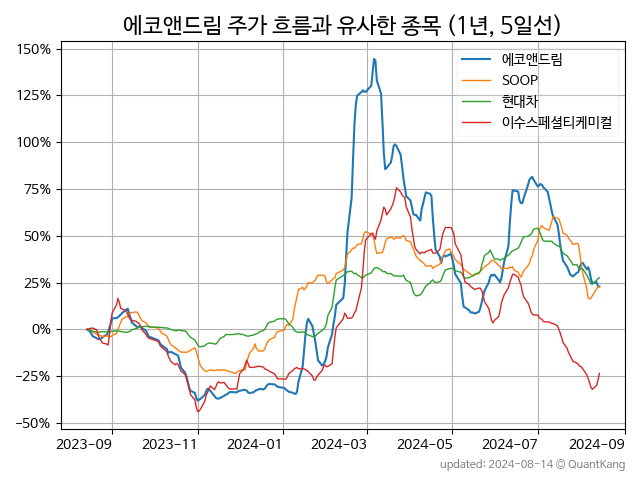 에코앤드림 주가 흐름과 유사한 종목 (1년, 5일선)
150%
125%
100%
75%
50%
25%
0%
−25%
−50%
에코앤드림
SOOP
현대차
이수스페셜티케미컬
2023-09
2023-11
2024-01
2024-03
2024-05
2024-07
2024-09
updated: 2024-08-14 @ QuantKang